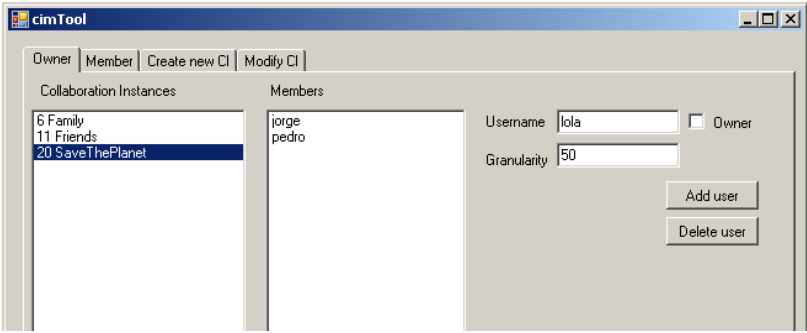 cimTool
Owner Member Create new CI Modify CI
Collaboration Instances
6 Family
11 Friends
20 SaveThePlanet
Members
jorge
pedro
Username lola Owner
Granularity 50
Add user
Delete user